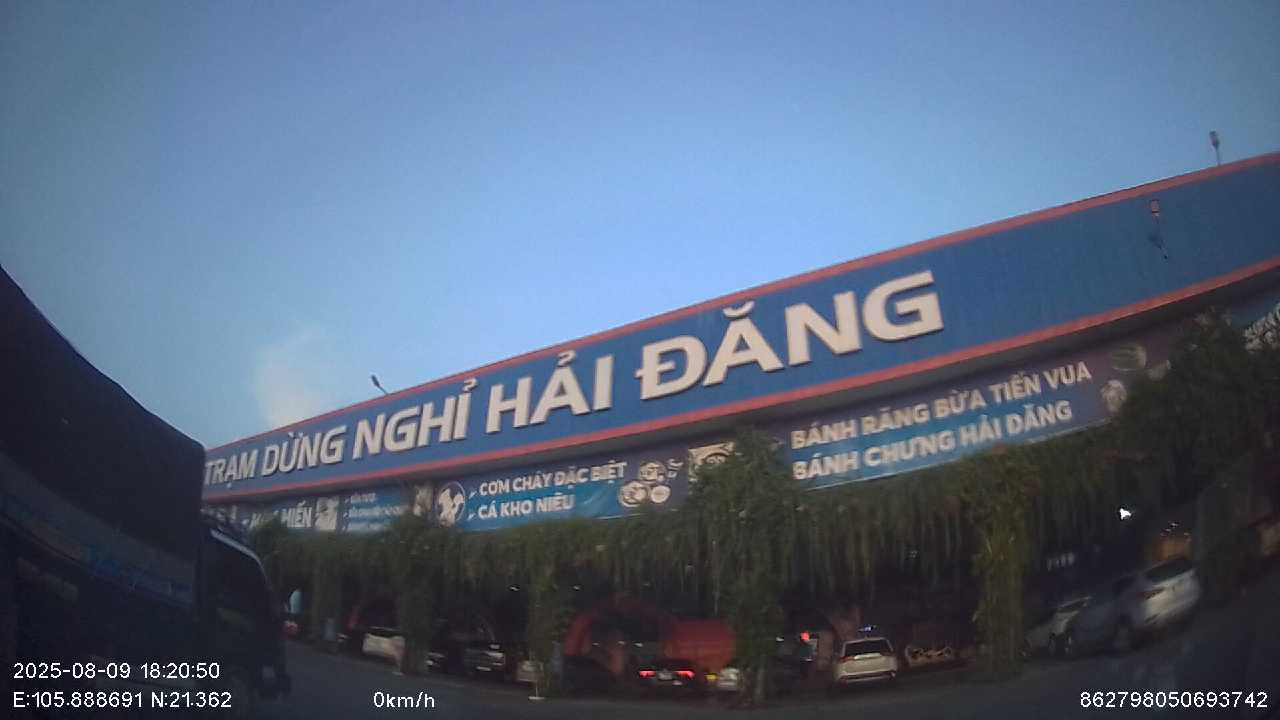 TRẠM DỪNG NGHỈ HẢI ĐĂNG
BÁNH RĂNG BỪA TIẾN VUA
BÁNH CHƯNG HẢI ĐĂNG
CƠM CHÁY ĐẶC BIỆT
CÁ KHO NIÊU
2025-08-09 18:20:50
E:105.888691 N:21.362
0km/h
862798050693742